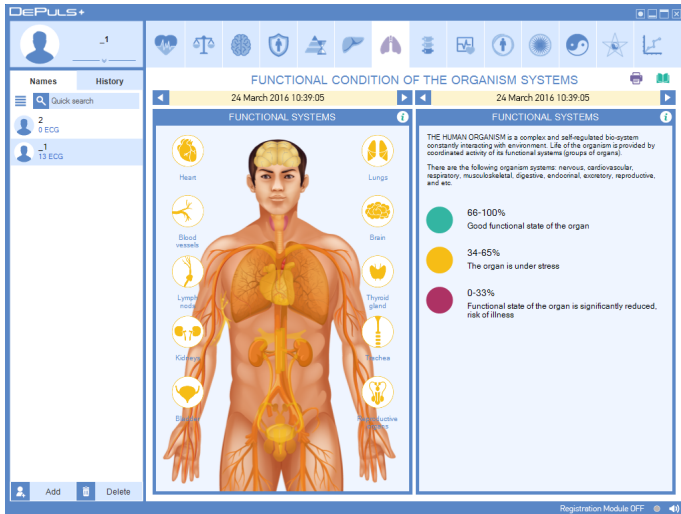 DePuls+
_1
Names
History
Quick search
2
0 ECG
_1
13 ECG
Add
Delete
FUNCTIONAL CONDITION OF THE ORGANISM SYSTEMS
24 March 2016 10:39:05
24 March 2016 10:39:05
FUNCTIONAL SYSTEMS
Heart
Lungs
Blood
vessels
Brain
Lymph
node
Thyroid
gland
Kidneys
Trachea
Bladder
Reproductive
FUNCTIONAL SYSTEMS
THE HUMAN ORGANISM is a complex and self-regulated bio-system
constantly interacting with environment. Life of the organism is provided by
coordinated activity of its functional systems (groups of organs).
There are the following organism systems: nervous, cardiovascular,
respiratory, musculoskeletal, digestive, endocrinal, excretory, reproductive,
and etc.
66-100%
Good functional state of the organ
34-65%
The organ is under stress
0-33%
Functional state of the organ is significantly reduced,
risk of illness
Registration Module OFF